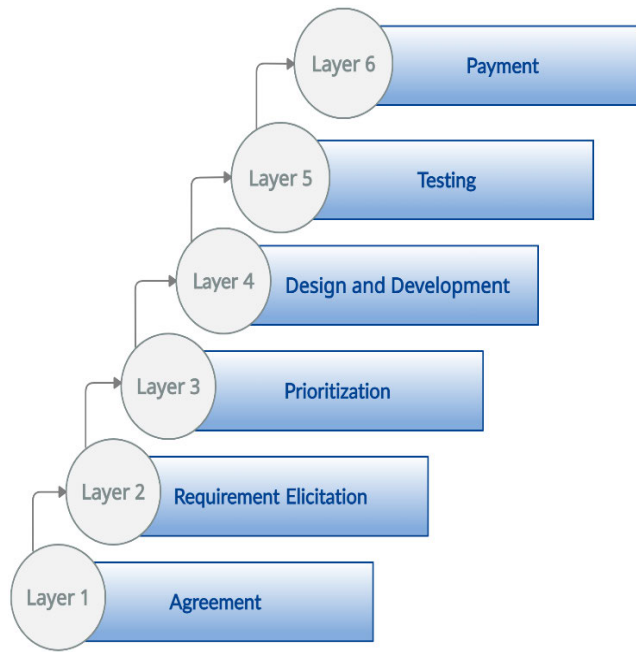 Layer 6 Payment
Layer 5 Testing
Layer 4 Design and Development
Layer 3 Prioritization
Layer 2 Requirement Elicitation
Layer 1 Agreement